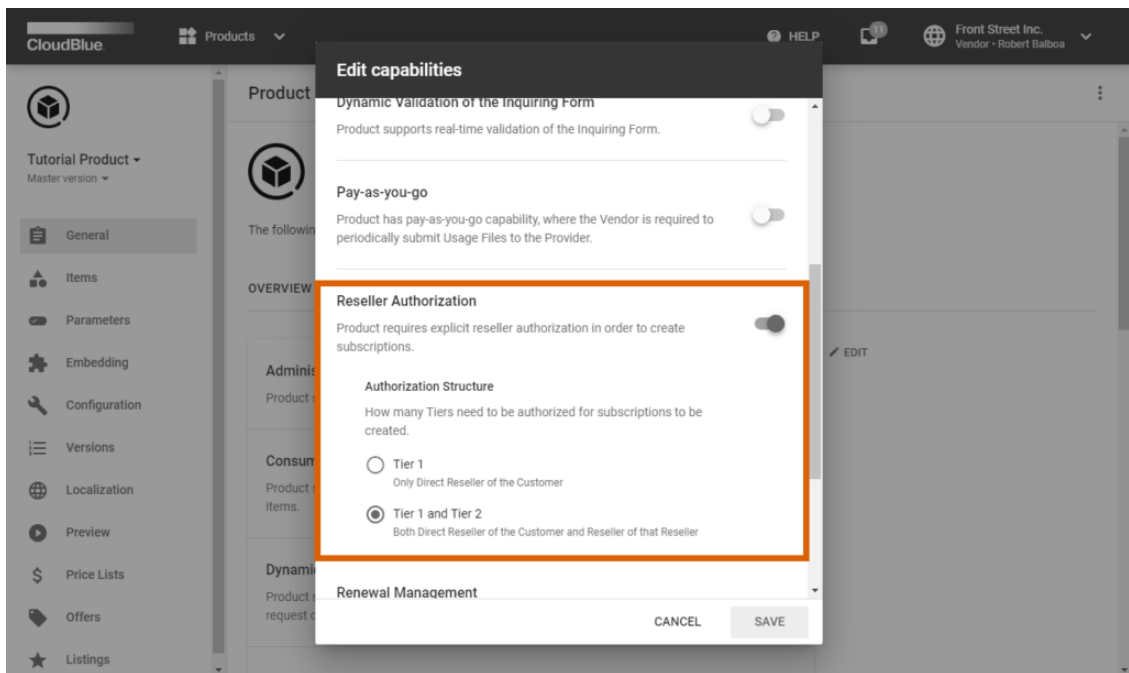 CloudBlue
Products
HELP
11
Front Street Inc.
Vendor • Robert Balboa
Tutorial Product
Master version
General
Items
Parameters
Embedding
Configuration
Versions
Localization
Preview
Price Lists
Offers
Listings
Product
The following
OVERVIEW
EDIT
Adminis
Product s
Consum
Product s
items.
Dynami
Product s
request c
Edit capabilities
Dynamic Validation of the Inquiring Form
Product supports real-time validation of the Inquiring Form.
Pay-as-you-go
Product has pay-as-you-go capability, where the Vendor is required to
periodically submit Usage Files to the Provider.
Reseller Authorization
Product requires explicit reseller authorization in order to create
subscriptions.
Authorization Structure
How many Tiers need to be authorized for subscriptions to be
created.
Tier 1
Only Direct Reseller of the Customer
Tier 1 and Tier 2
Both Direct Reseller of the Customer and Reseller of that Reseller
Renewal Management
CANCEL
SAVE